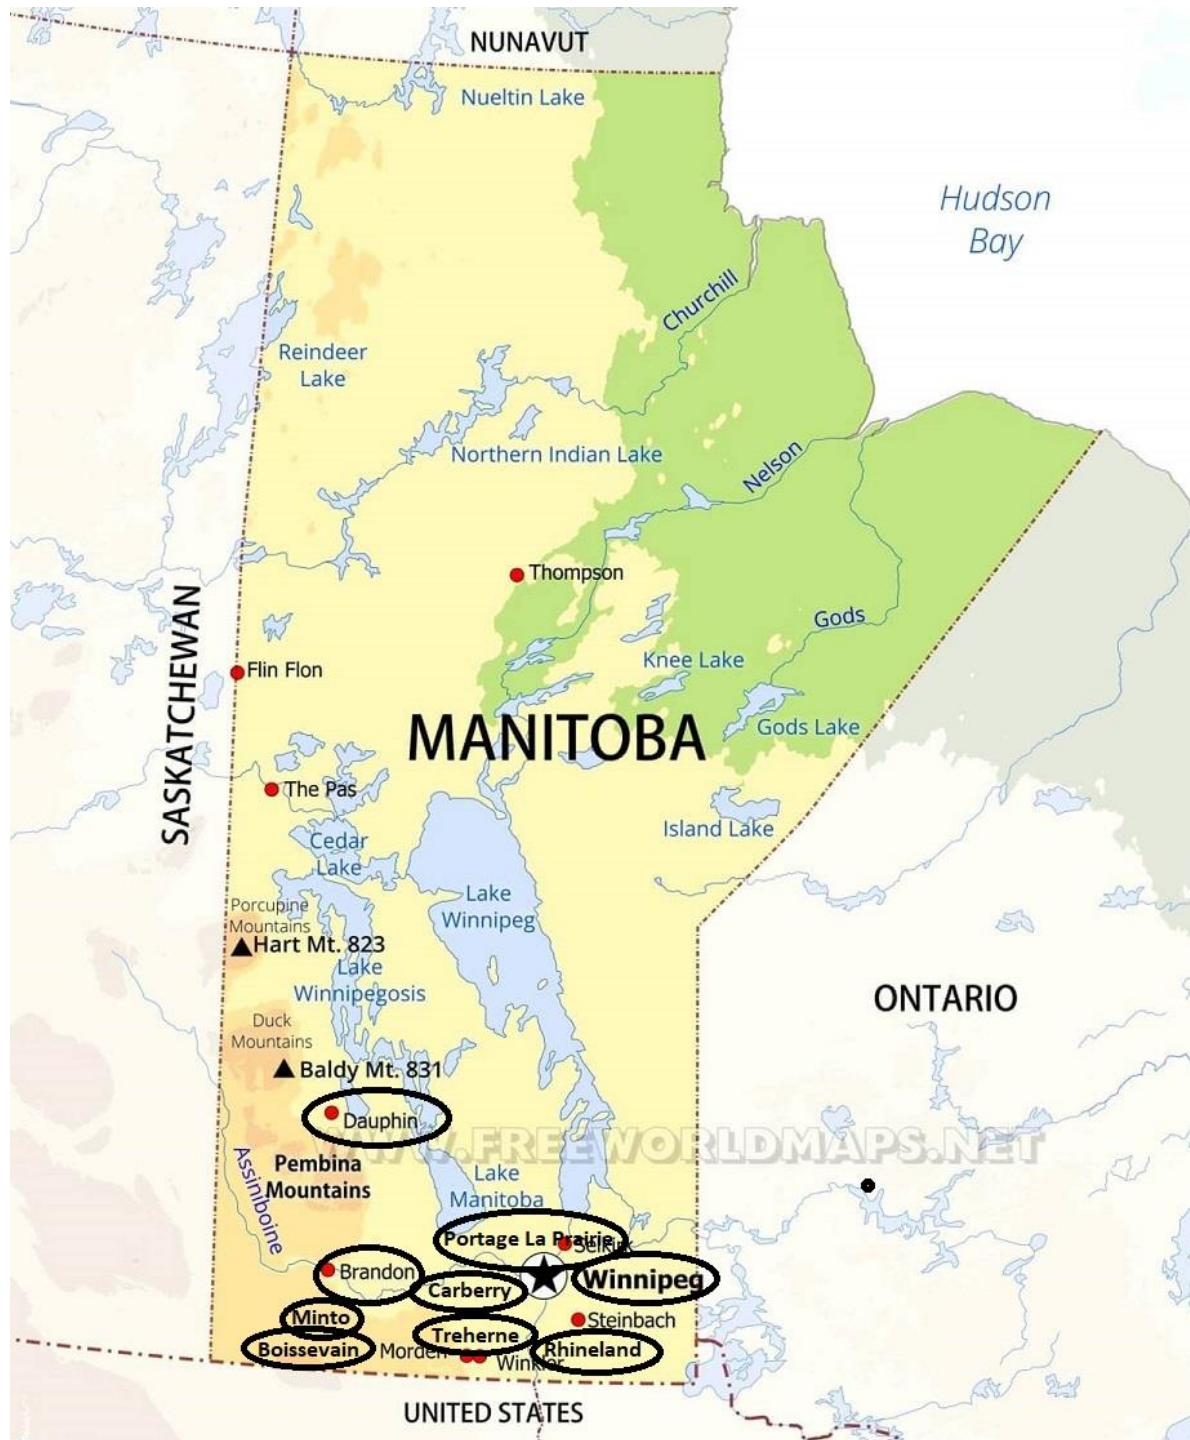 NUNAVUT
Nueltin Lake
Hudson
Bay
Churchill
Reindeer
Lake
Northern Indian Lake
Nelson
Thompson
Gods
SASKATCHEWAN
Knee Lake
Flin Flon
MANITOBA
Gods Lake
The Pas
Island Lake
Cedar
Lake
Lake
Winnipeg
Porcupine
Mountains
Hart Mt. 823
Lake
Winnipegosis
ONTARIO
Duck
Mountains
Baldy Mt. 831
Dauphin
WWW.FREEWORLDMAPS.NET
Pembina
Mountains
Assiniboine
Lake
Manitoba
Portage La Prairie
Selkirk
Brandon
Winnipeg
Carberry
Minto
Steinbach
Treherne
Boissevain
Morden
Rhineland
Winkler
UNITED STATES